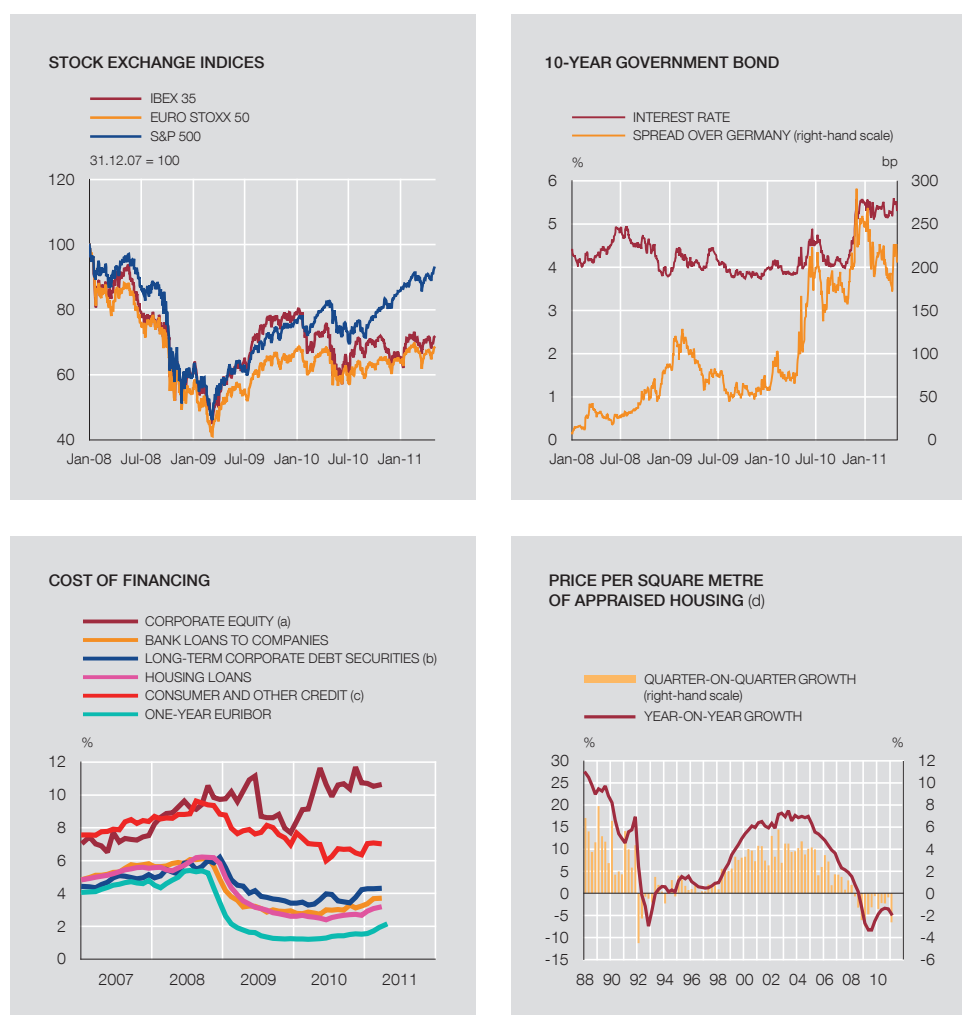 STOCK EXCHANGE INDICES
IBEX 35
EURO STOXX 50
S&P 500
31.12.07 = 100
120
100
80
60
40
Jan-08 Jul-08 Jan-09 Jul-09 Jan-10 Jul-10 Jan-11
10-YEAR GOVERNMENT BOND
INTEREST RATE
SPREAD OVER GERMANY (right-hand scale)
% bp
6 300
5 250
4 200
3 150
2 100
1 50
0 0
Jan-08 Jul-08 Jan-09 Jul-09 Jan-10 Jul-10 Jan-11
COST OF FINANCING
CORPORATE EQUITY (a)
BANK LOANS TO COMPANIES
LONG-TERM CORPORATE DEBT SECURITIES (b)
HOUSING LOANS
CONSUMER AND OTHER CREDIT (c)
ONE-YEAR EURIBOR
%
12
10
8
6
4
2
0
2007 2008 2009 2010 2011
PRICE PER SQUARE METRE
OF APPRAISED HOUSING (d)
QUARTER-ON-QUARTER GROWTH
(right-hand scale)
YEAR-ON-YEAR GROWTH
% %
30 12
25 10
20 8
15 6
10 4
5 2
0 0
-5 -2
-10 -4
-15 -6
88 90 92 94 96 98 00 02 04 06 08 10